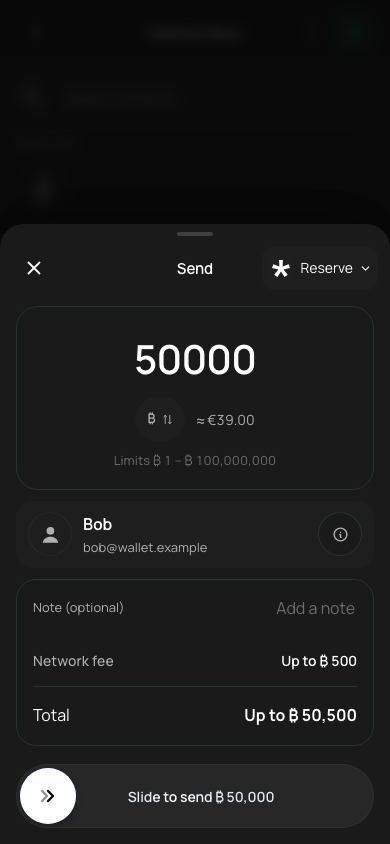 Send
Reserve
50000
₿
≈ €39.00
Limits ₿ 1 – ₿ 100,000,000
Bob
bob@wallet.example
Note (optional)
Add a note
Network fee
Up to ₿ 500
Total
Up to ₿ 50,500
Slide to send ₿ 50,000